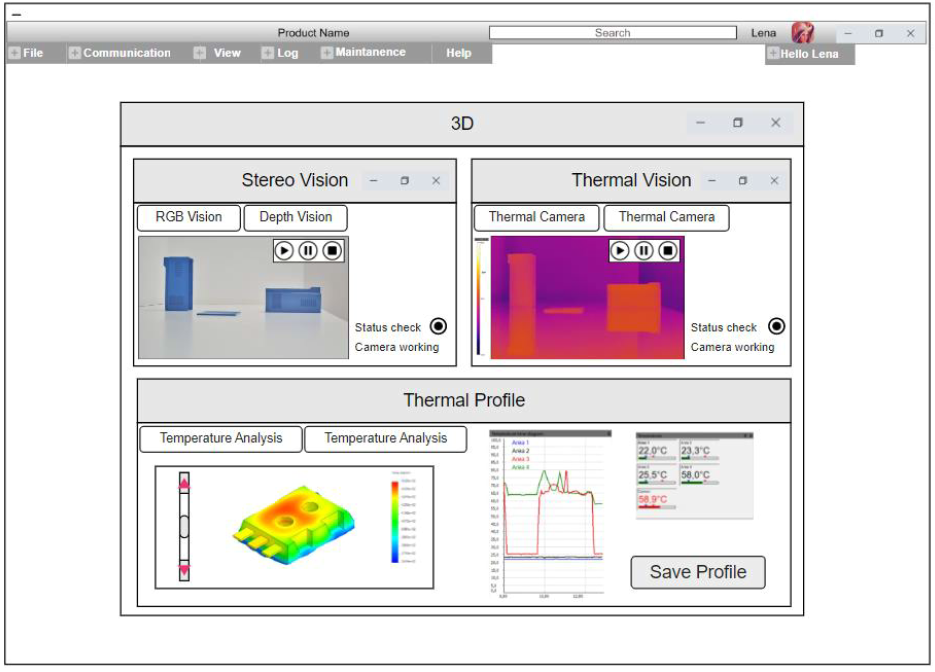 Product Name
Search
Lena
File
Communication
View
Log
Maintanence
Help
Hello Lena
3D
Stereo Vision
Thermal Vision
RGB Vision
Depth Vision
Thermal Camera
Thermal Camera
Status check
Camera working
Status check
Camera working
Thermal Profile
Temperature Analysis
Temperature Analysis
Area 1
Area 2
Area 3
Area 4
22,0°C
23,3°C
25,5°C
58,0°C
58,9°C
Save Profile